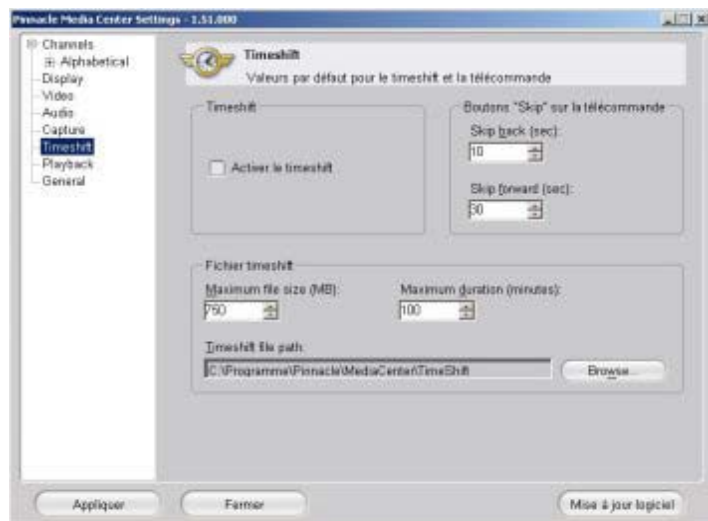 Pinnacle Media Center Settings - 1.51.000
Channels
Alphabetical
Display
Video
Audio
Capture
Timeshift
Playback
General
Timeshift
Valeurs par défaut pour le timeshift et la télécommande
Timeshift
Activer le timeshift
Boutons "Skip" sur la télécommande
Skip back (sec):
10
Skip forward (sec):
30
Fichier timeshift
Maximum file size (MB):
750
Maximum duration (minutes):
100
Timeshift file path:
C:\Programme\Pinnacle\MediaCenter\TimeShift
Browse...
Appliquer
Fermer
Mise à jour logiciel